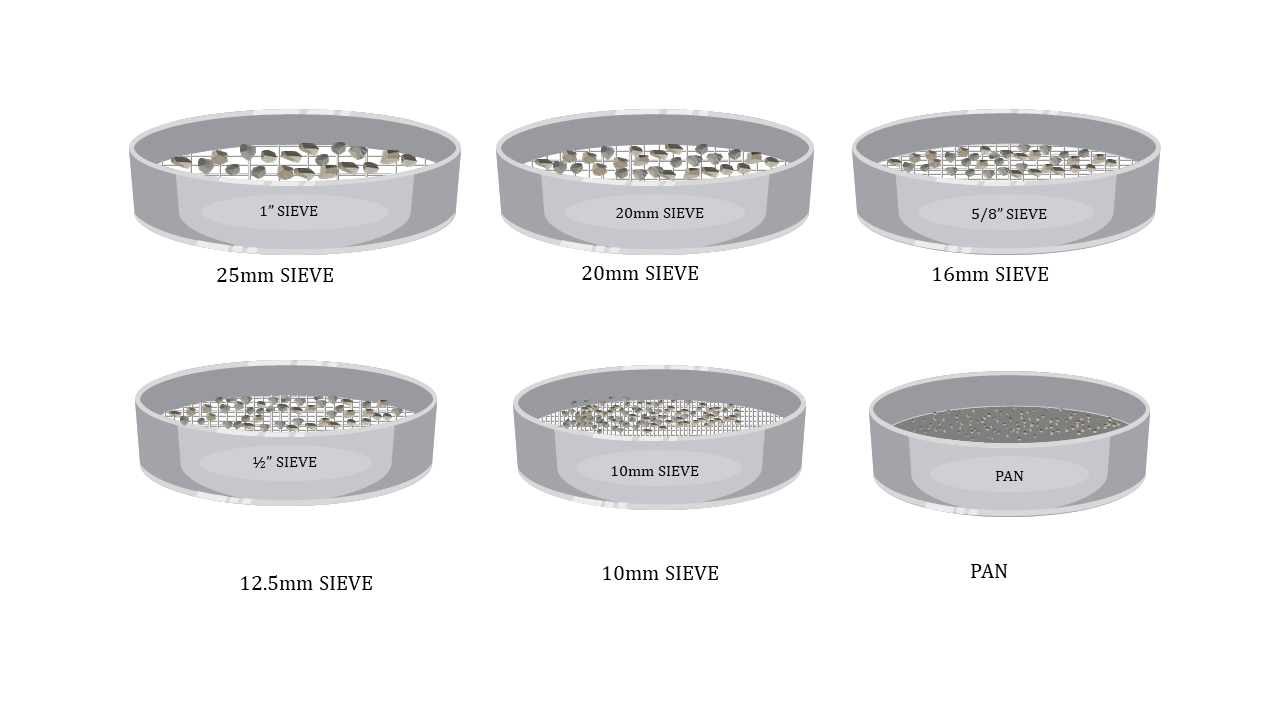 1” SIEVE
20mm SIEVE
5/8” SIEVE
25mm SIEVE
20mm SIEVE
16mm SIEVE
½” SIEVE
10mm SIEVE
PAN
12.5mm SIEVE
10mm SIEVE
PAN